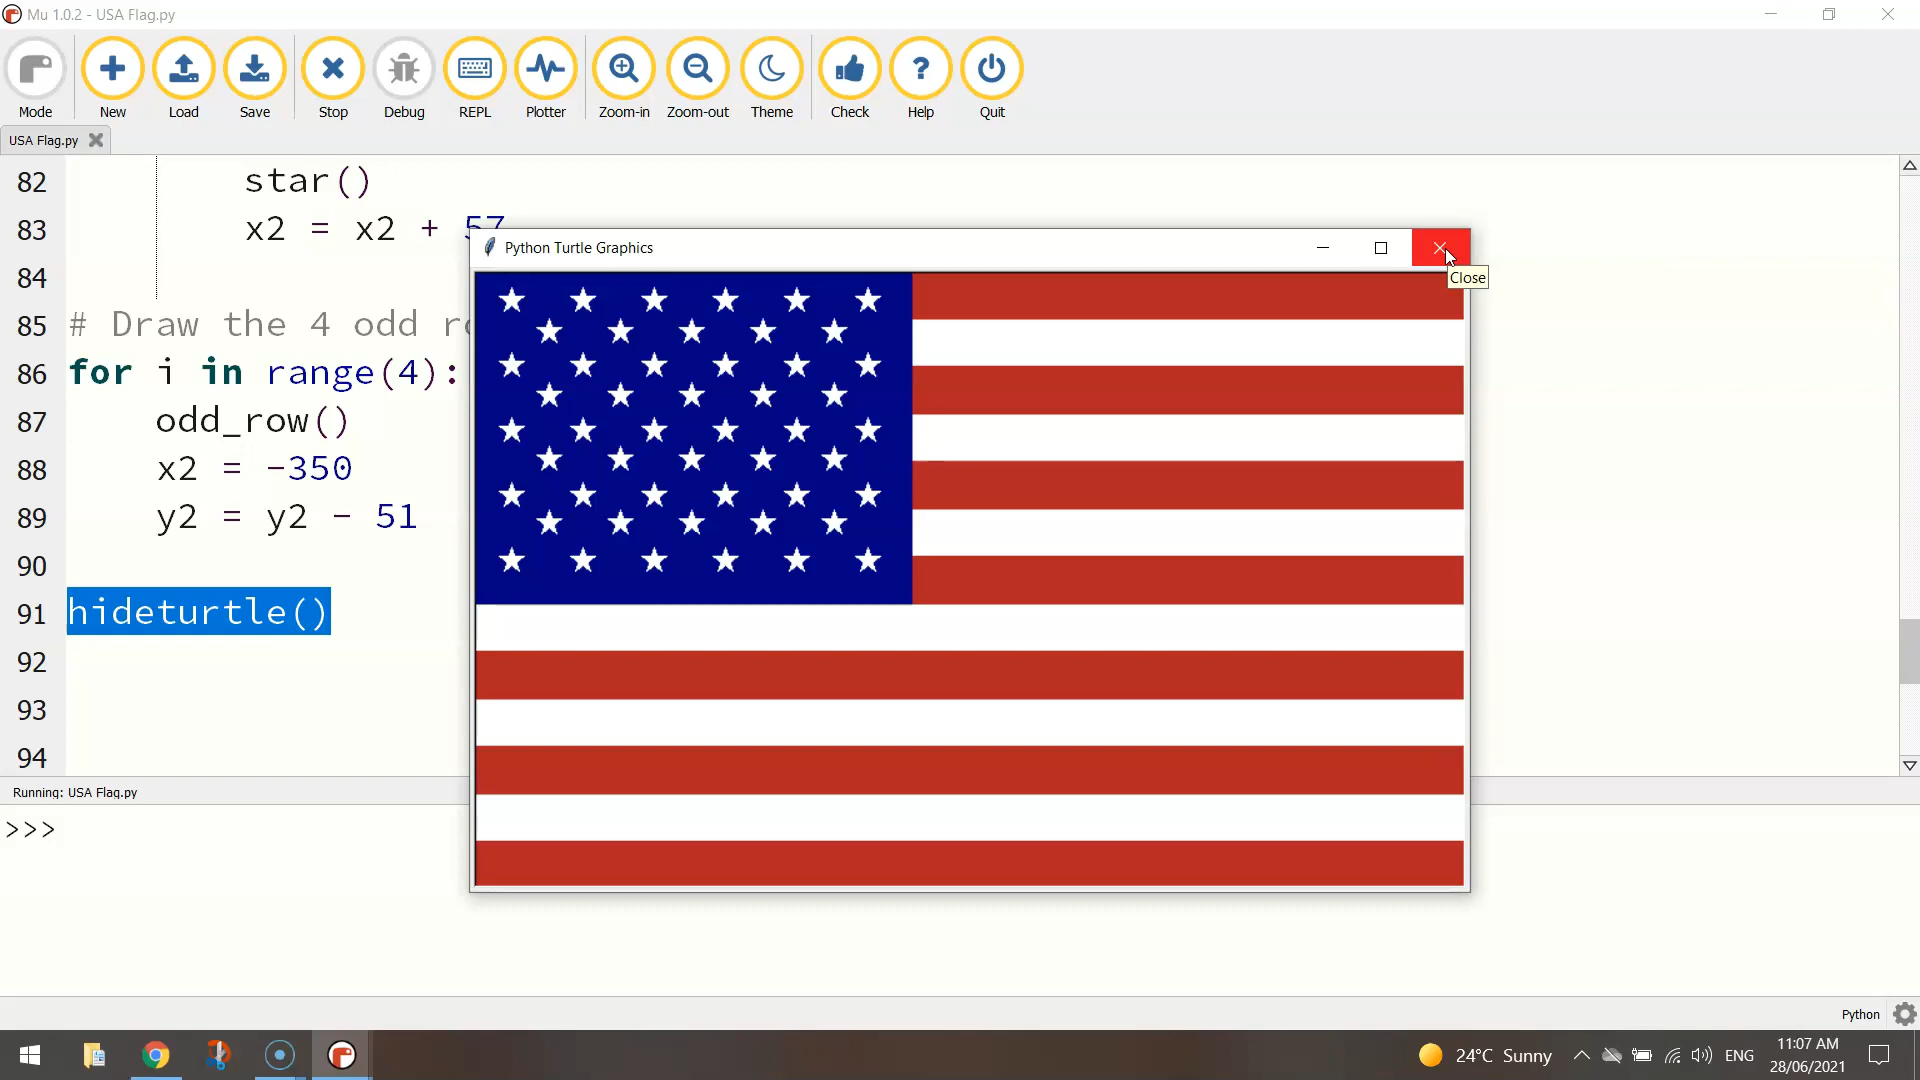 Mu 1.0.2 - USA Flag.py
Mode New Load Save Stop Debug REPL Plotter Zoom-in Zoom-out Theme Check Help Quit
USA Flag.py
82 star()
83 x2 = x2 + 57
Python Turtle Graphics
Close
84
85 # Draw the 4 odd
86 for i in range(4):
87 odd_row()
88 x2 = -350
89 y2 = y2 - 51
90
91 hideturtle()
92
93
94
Running: USA Flag.py
>>>
Python
24°C Sunny ENG 11:07 AM
28/06/2021